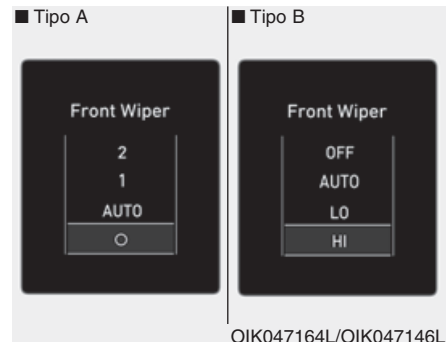 ■ Tipo A
Front Wiper
2
1
AUTO
O
■ Tipo B
Front Wiper
OFF
AUTO
LO
HI
OIK047164L/OIK047146L